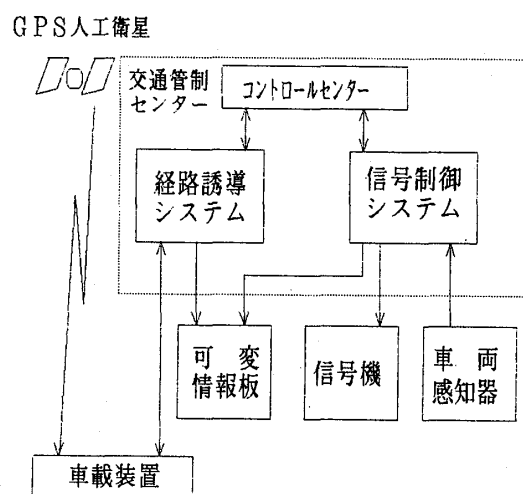 GPS人工衛星
交通管制
センター
コントロールセンター
経路誘導
システム
信号制御
システム
可変
情報板
信号機
車両
感知器
車載装置